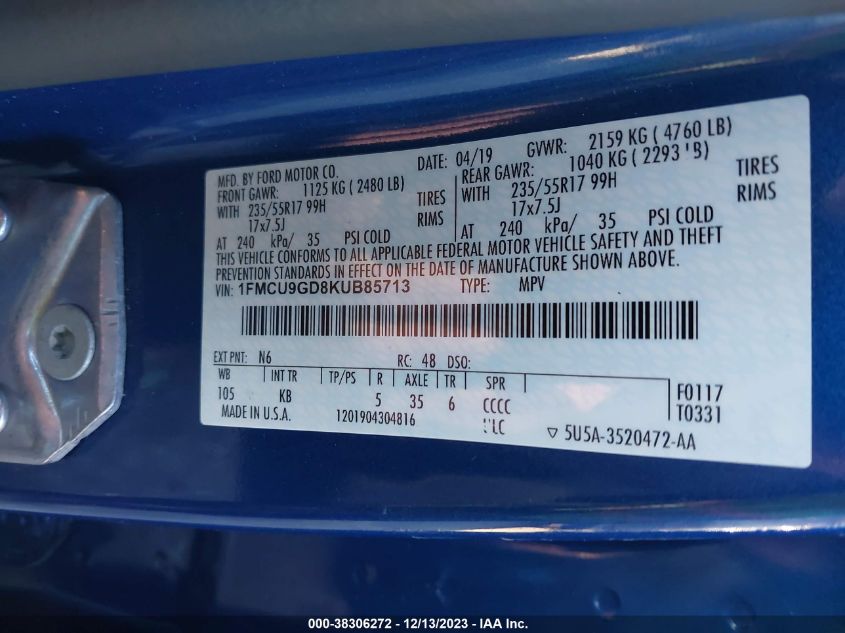 MFD. BY FORD MOTOR CO. DATE: 04/19 GVWR: 2159 KG ( 4760 LB)
FRONT GAWR: 1125 KG ( 2480 LB) REAR GAWR: 1040 KG ( 2293 'B)
WITH 235/55R17 99H TIRES WITH 235/55R17 99H TIRES
17x7.5J RIMS 17x7.5J RIMS
AT 240 kPa/ 35 PSI COLD AT 240 kPa/ 35 PSI COLD
THIS VEHICLE CONFORMS TO ALL APPLICABLE FEDERAL MOTOR VEHICLE SAFETY AND THEFT
PREVENTION STANDARDS IN EFFECT ON THE DATE OF MANUFACTURE SHOWN ABOVE.
VIN: 1FMCU9GD8KUB85713 TYPE: MPV
EXT PNT: N6 RC: 48 DSO:
WB INT TR TP/PS R AXLE TR SPR
105 KB 5 35 6 CCCC
F0117
T0331
MADE IN U.S.A. 1201904304816
▽ 5U5A-3520472-AA
000-38306272 - 12/13/2023 - IAA Inc.